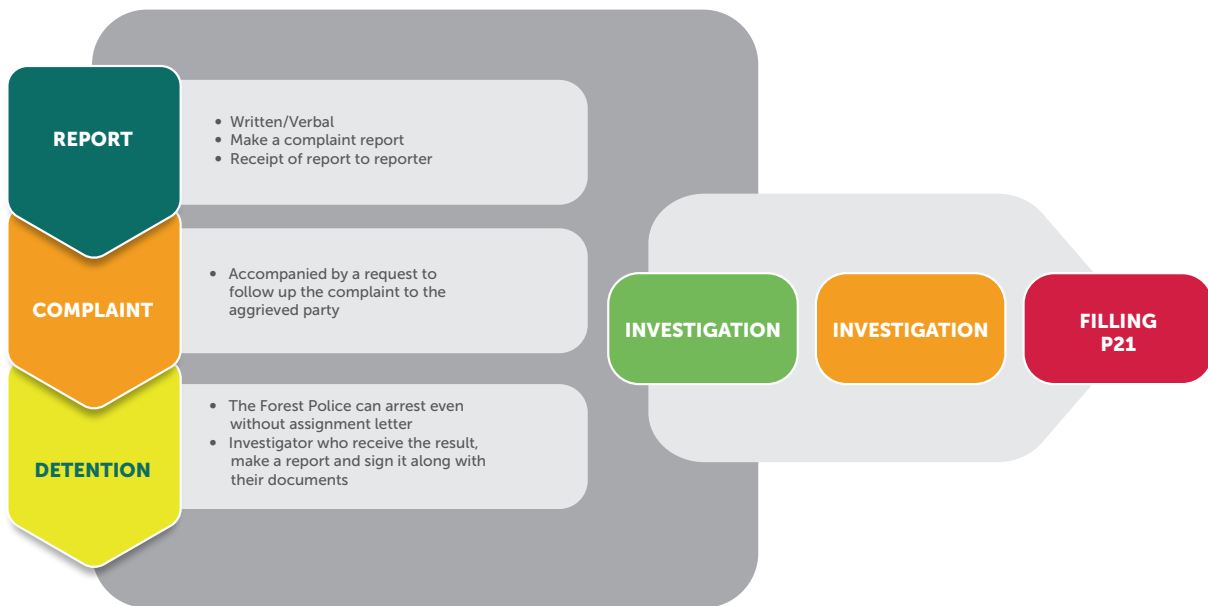 REPORT
• Written/Verbal
• Make a complaint report
• Receipt of report to reporter
COMPLAINT
• Accompanied by a request to
follow up the complaint to the
aggrieved party
DETENTION
• The Forest Police can arrest even
without assignment letter
• Investigator who receive the result,
make a report and sign it along with
their documents
INVESTIGATION
INVESTIGATION
FILLING
P21